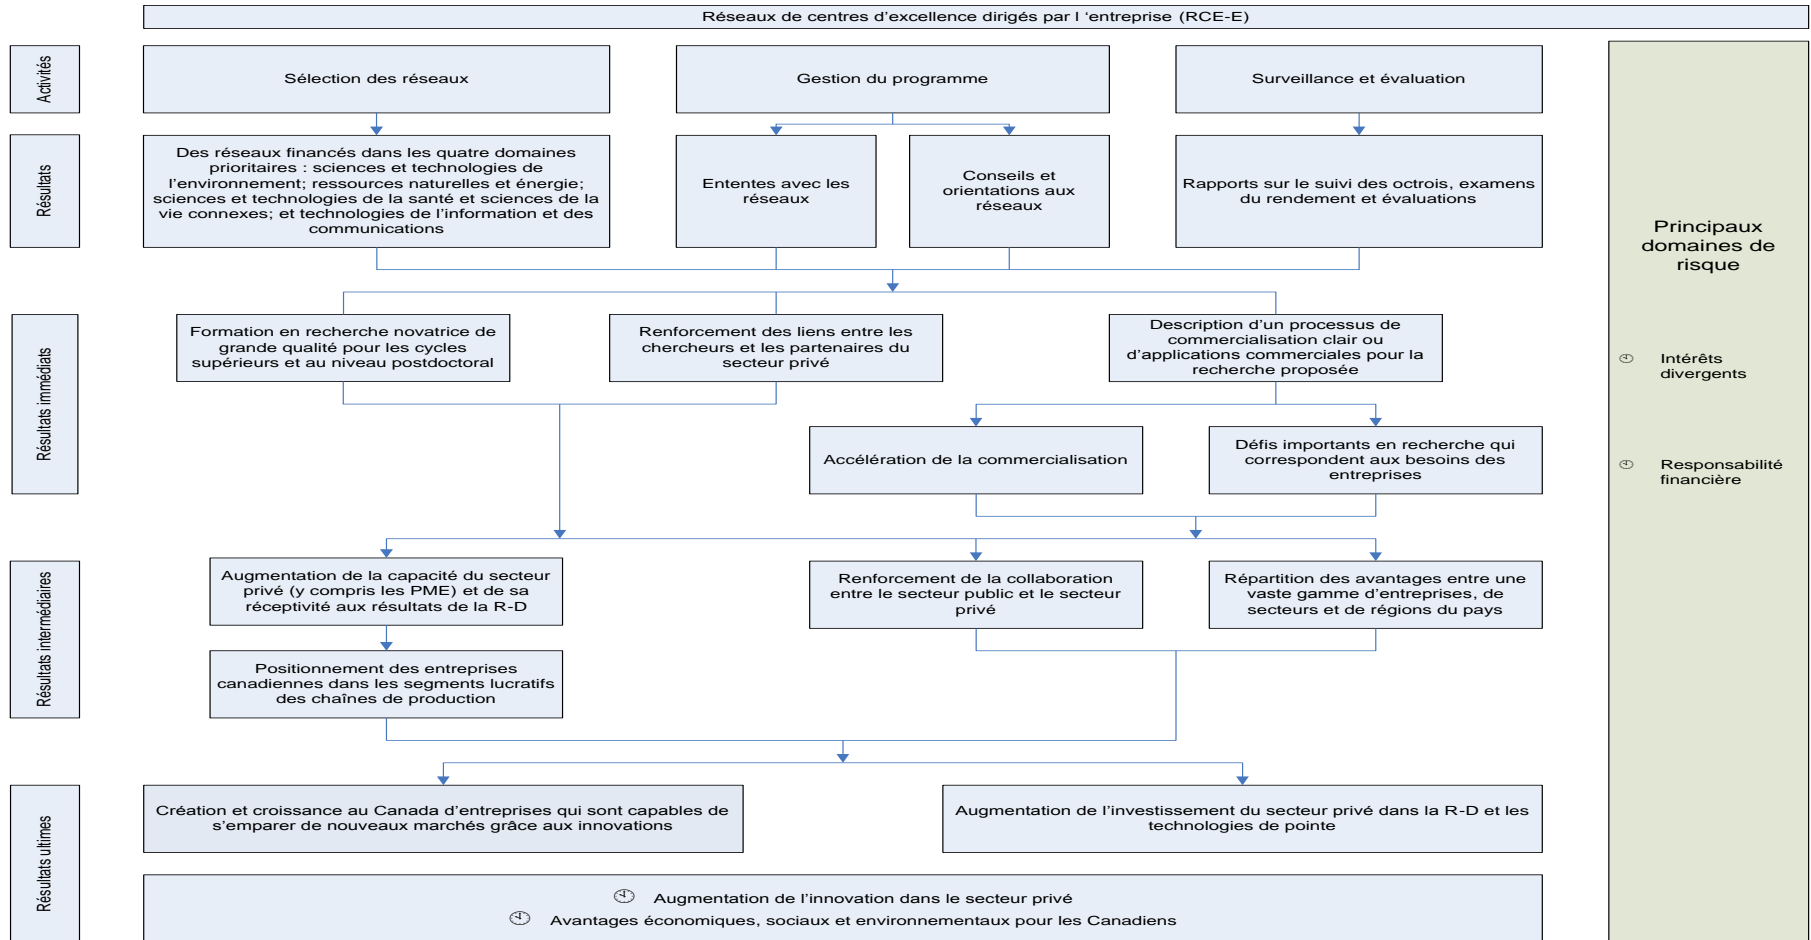 Réseaux de centres d'excellence dirigés par l 'entreprise (RCE-E)
Activités
Sélection des réseaux
Gestion du programme
Surveillance et évaluation
Résultats
Des réseaux financés dans les quatre domaines
prioritaires : sciences et technologies de
l'environnement; ressources naturelles et énergie;
sciences et technologies de la santé et sciences de la
vie connexes; et technologies de l'information et des
communications
Ententes avec les
réseaux
Conseils et
orientations aux
réseaux
Rapports sur le suivi des octrois, examens
du rendement et évaluations
Résultats immédiats
Formation en recherche novatrice de
grande qualité pour les cycles
supérieurs et au niveau postdoctoral
Renforcement des liens entre les
chercheurs et les partenaires du
secteur privé
Description d'un processus de
commercialisation clair ou
d'applications commerciales pour la
recherche proposée
Accélération de la commercialisation
Défis importants en recherche qui
correspondent aux besoins des
entreprises
Résultats intermédiaires
Augmentation de la capacité du secteur
privé (y compris les PME) et de sa
réceptivité aux résultats de la R-D
Renforcement de la collaboration
entre le secteur public et le secteur
privé
Répartition des avantages entre une
vaste gamme d'entreprises, de
secteurs et de régions du pays
Positionnement des entreprises
canadiennes dans les segments lucratifs
des chaînes de production
Résultats ultimes
Création et croissance au Canada d'entreprises qui sont capables de
s'emparer de nouveaux marchés grâce aux innovations
Augmentation de l'investissement du secteur privé dans la R-D et les
technologies de pointe
Augmentation de l'innovation dans le secteur privé
Avantages économiques, sociaux et environnementaux pour les Canadiens
Principaux
domaines de
risque
Intérêts
divergents
Responsabilité
financière